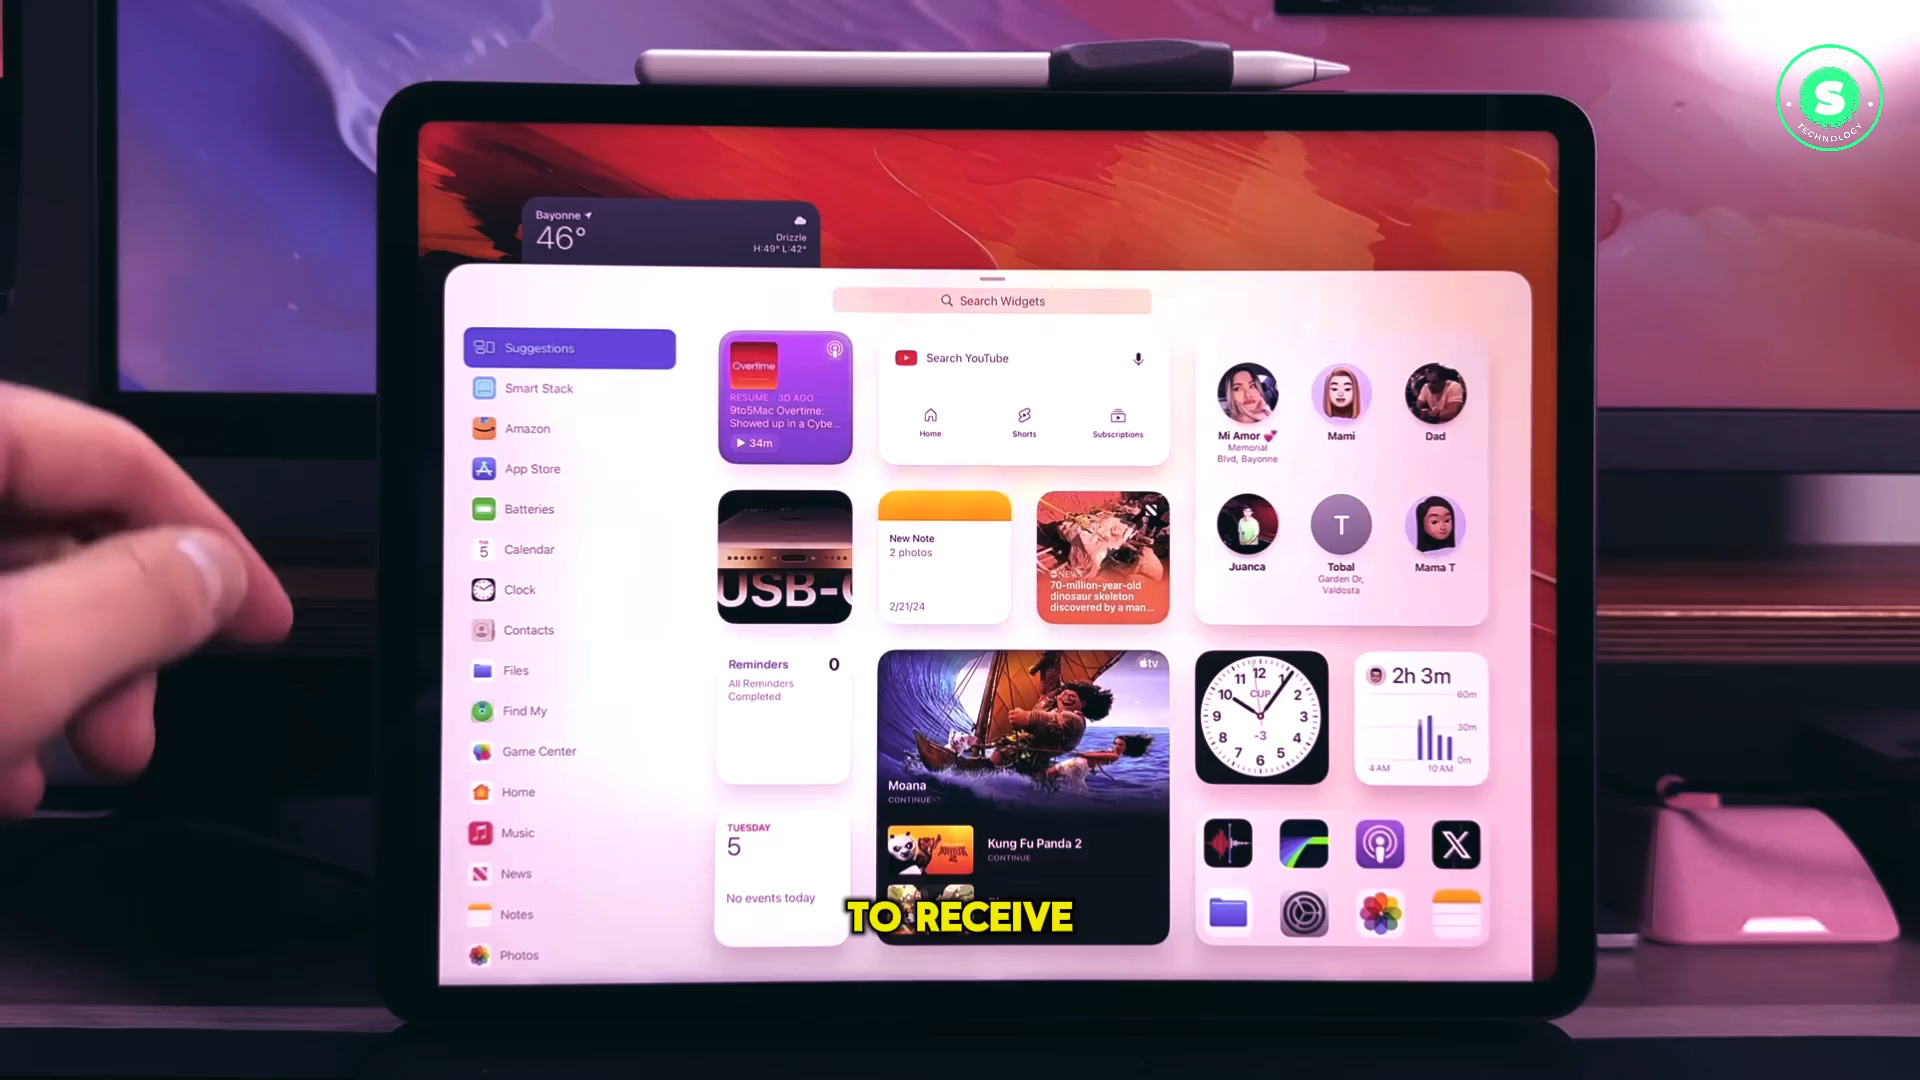 S
TECHNOLOGY
Bayonne
46°
Drizzle
H:49° L:42°
Search Widgets
Suggestions
Smart Stack
Amazon
App Store
Batteries
Calendar
5
Clock
Contacts
Files
Find My
Game Center
Home
Music
News
Notes
Photos
Overtime
RESUME · 3D AGO
9to5Mac Overtime:
Showed up in a Cybe...
34m
Search YouTube
Home
Shorts
Subscriptions
Mi Amor 💕
Memorial
Blvd, Bayonne
Mami
Dad
Juanca
T
Tobal
Garden Dr,
Valdosta
Mama T
USB-C
New Note
2 photos
2/21/24
NEWS
70-million-year-old
dinosaur skeleton
discovered by a man...
Reminders
0
All Reminders
Completed
tv
Moana
CONTINUE
Kung Fu Panda 2
CONTINUE
12
1
2
3
4
5
6
7
8
9
10
11
CUP
-3
2h 3m
60m
30m
0m
4 AM
10 AM
TUESDAY
5
No events today
X
TO RECEIVE